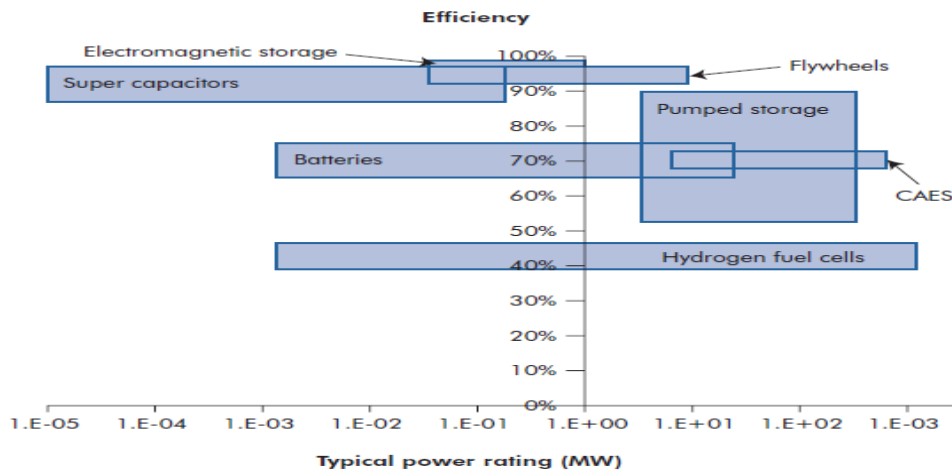 Efficiency
Electromagnetic storage
100%
Flywheels
Super capacitors
90%
Pumped storage
80%
Batteries
70%
CAES
60%
50%
Hydrogen fuel cells
40%
30%
20%
10%
0%
1.E-05 1.E-04 1.E-03 1.E-02 1.E-01 1.E+00 1.E+01 1.E+02 1.E-03
Typical power rating (MW)